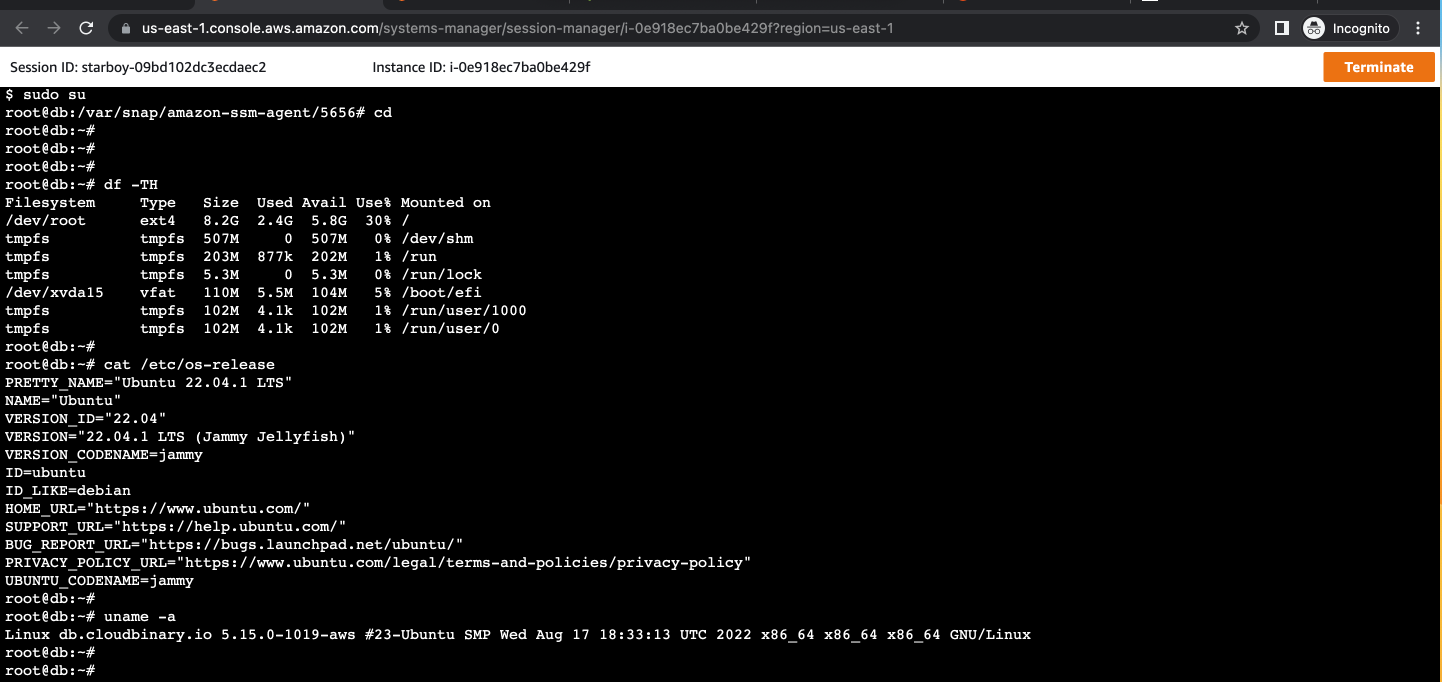 us-east-1.console.aws.amazon.com/systems-manager/session-manager/i-0e918ec7ba0be429f?region=us-east-1 Incognito
Session ID: starboy-09bd102dc3ecdaec2 Instance ID: i-0e918ec7ba0be429f Terminate
$ sudo su
root@db:/var/snap/amazon-ssm-agent/5656# cd
root@db:~#
root@db:~#
root@db:~#
root@db:~# df -TH
Filesystem     Type   Size  Used Avail Use% Mounted on
/dev/root      ext4   8.2G  2.4G  5.8G  30% /
tmpfs          tmpfs  507M     0  507M   0% /dev/shm
tmpfs          tmpfs  203M  877k  202M   1% /run
tmpfs          tmpfs  5.3M     0  5.3M   0% /run/lock
/dev/xvda15    vfat   110M  5.5M  104M   5% /boot/efi
tmpfs          tmpfs  102M  4.1k  102M   1% /run/user/1000
tmpfs          tmpfs  102M  4.1k  102M   1% /run/user/0
root@db:~#
root@db:~# cat /etc/os-release
PRETTY_NAME="Ubuntu 22.04.1 LTS"
NAME="Ubuntu"
VERSION_ID="22.04"
VERSION="22.04.1 LTS (Jammy Jellyfish)"
VERSION_CODENAME=jammy
ID=ubuntu
ID_LIKE=debian
HOME_URL="https://www.ubuntu.com/"
SUPPORT_URL="https://help.ubuntu.com/"
BUG_REPORT_URL="https://bugs.launchpad.net/ubuntu/"
PRIVACY_POLICY_URL="https://www.ubuntu.com/legal/terms-and-policies/privacy-policy"
UBUNTU_CODENAME=jammy
root@db:~#
root@db:~# uname -a
Linux db.cloudbinary.io 5.15.0-1019-aws #23-Ubuntu SMP Wed Aug 17 18:33:13 UTC 2022 x86_64 x86_64 x86_64 GNU/Linux
root@db:~#
root@db:~#